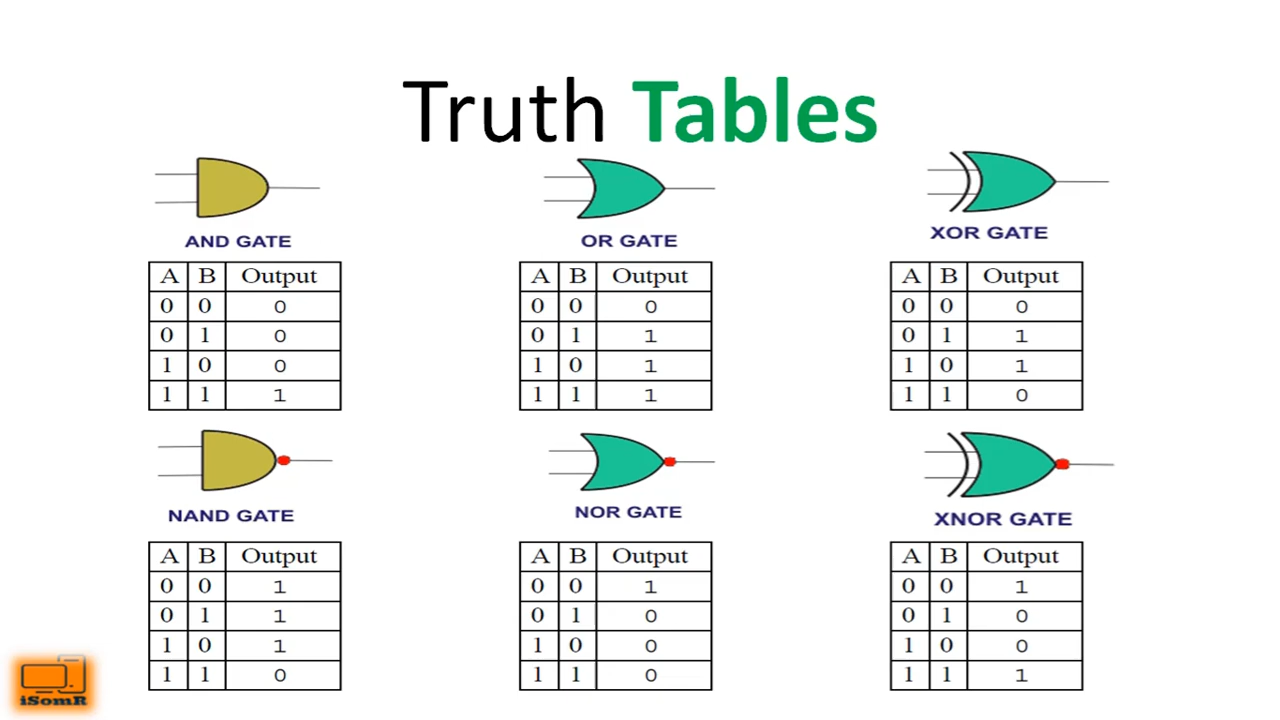 Truth Tables
AND GATE
A B Output
0 0 0
0 1 0
1 0 0
1 1 1
OR GATE
A B Output
0 0 0
0 1 1
1 0 1
1 1 1
XOR GATE
A B Output
0 0 0
0 1 1
1 0 1
1 1 0
NAND GATE
A B Output
0 0 1
0 1 1
1 0 1
1 1 0
NOR GATE
A B Output
0 0 1
0 1 0
1 0 0
1 1 0
XNOR GATE
A B Output
0 0 1
0 1 0
1 0 0
1 1 1
iSomR